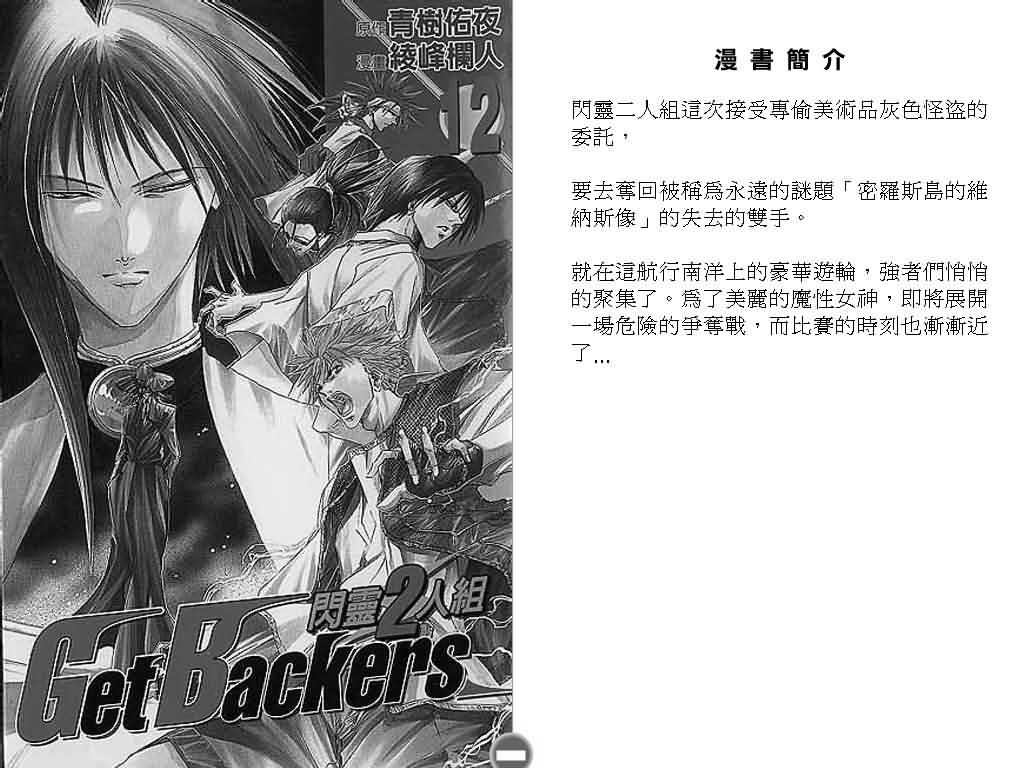 原作 青樹佑夜
漫畫 綾峰欄人
12
閃靈2人組
Get Backers
漫書簡介
閃靈二人組這次接受專偷美術品灰色怪盜的
委託，
要去奪回被稱為永遠的謎題「密羅斯島的維
納斯像」的失去的雙手。
就在這航行南洋上的豪華遊輪，強者們悄悄
的聚集了。為了美麗的魔性女神，即將展開
一場危險的爭奪戰，而比賽的時刻也漸漸近
了...